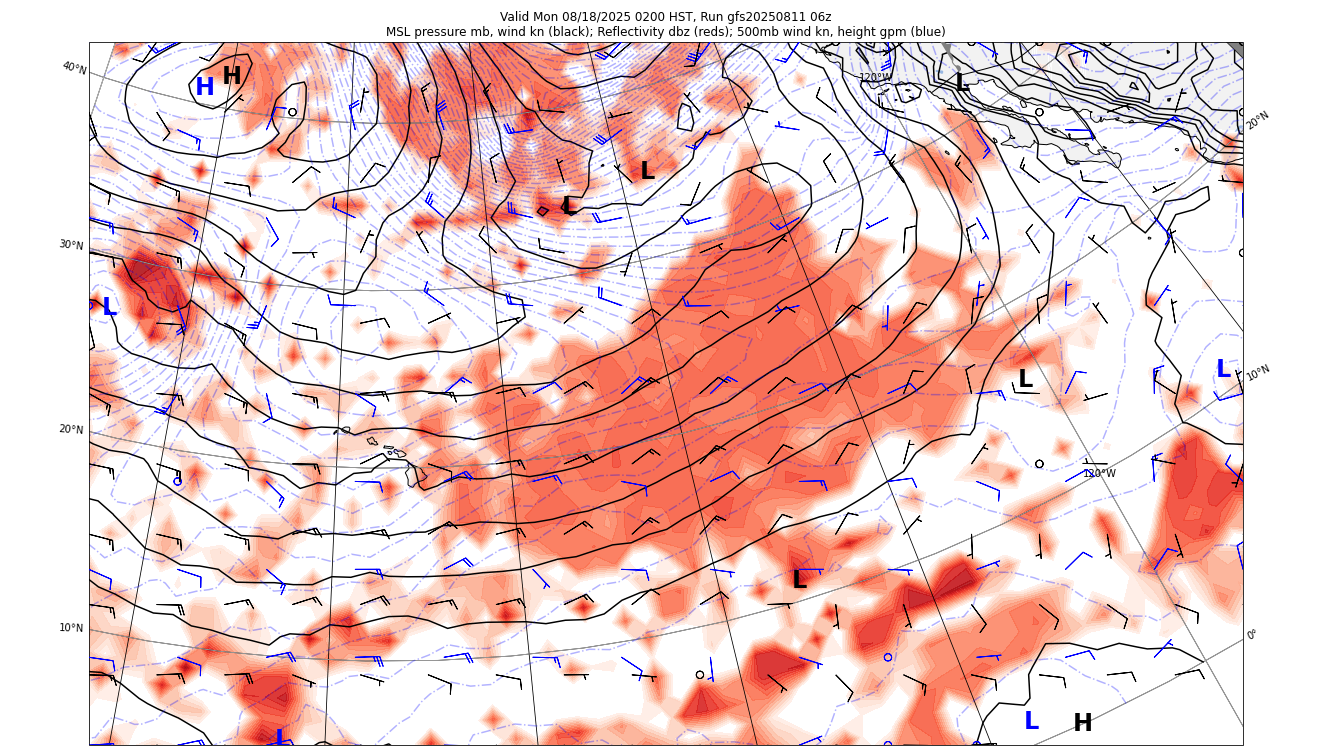 Valid Mon 08/18/2025 0200 HST, Run gfs20250811 06z
MSL pressure mb, wind kn (black); Reflectivity dbz (reds); 500mb wind kn, height gpm (blue)
40°N
H
H
120°W
L
20°N
L
L
30°N
L
L
10°N
L
20°N
120°W
L
10°N
0°
L
L
H